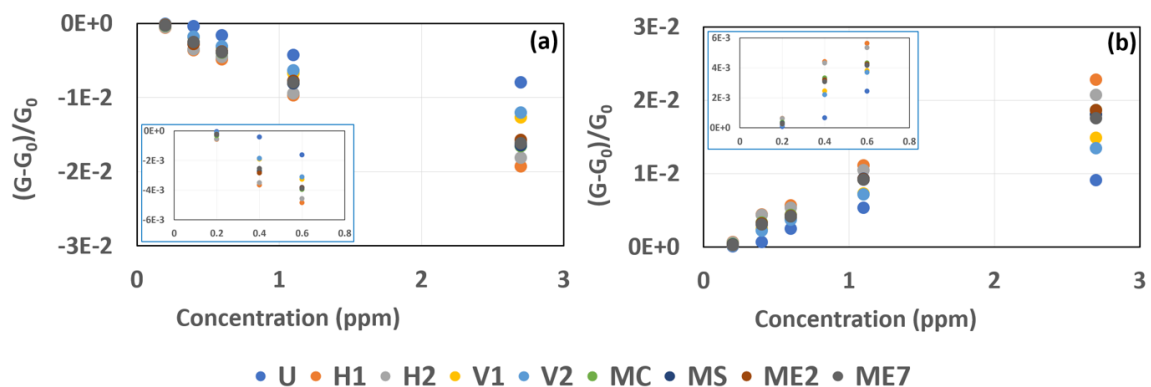 0E+0
-1E-2
-2E-2
-3E-2
(G-G₀)/G₀
(a)
0E+0
-2E-3
-4E-3
-6E-3
0 0.2 0.4 0.6 0.8
0 1 2 3
Concentration (ppm)
3E-2
2E-2
1E-2
0E+0
(G-G₀)/G₀
(b)
6E-3
4E-3
2E-3
0E+0
0 0.2 0.4 0.6 0.8
0 1 2 3
Concentration (ppm)
U H1 H2 V1 V2 MC MS ME2 ME7